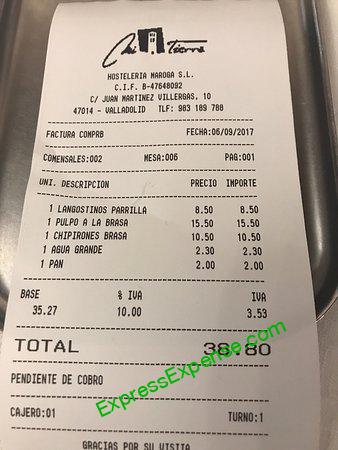 Mi Tierra
HOSTELERIA MAROGA S.L.
C.I.F. B-47648092
C/ JUAN MARTINEZ VILLERGAS, 10
47014 - VALLADOLID TLF: 983 189 788
FACTURA COMPRB FECHA:06/09/2017
COMENSALES:002 MESA:006 PAG:001
UNI. DESCRIPCION PRECIO IMPORTE
1 LANGOSTINOS PARRILLA 8.50 8.50
1 PULPO A LA BRASA 15.50 15.50
1 CHIPIRONES BRASA 10.50 10.50
1 AGUA GRANDE 2.30 2.30
1 PAN 2.00 2.00
BASE % IVA IVA
35.27 10.00 3.53
TOTAL 38.80
PENDIENTE DE COBRO
ExpressExpense.com
CAJERO:01 TURNO:1
GRACIAS POR SU VISITA